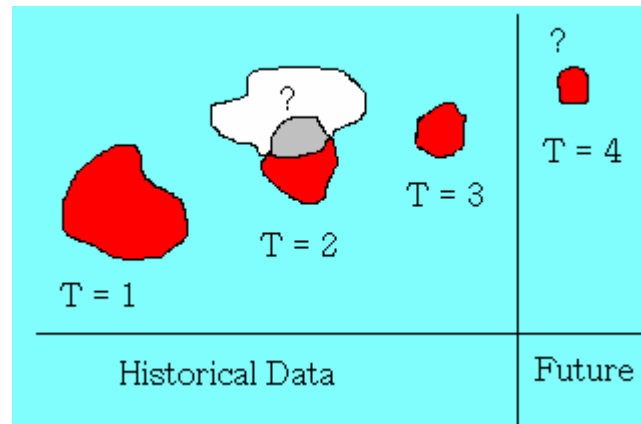 ?
?
T = 4
T = 3
T = 2
T = 1
Historical Data
Future